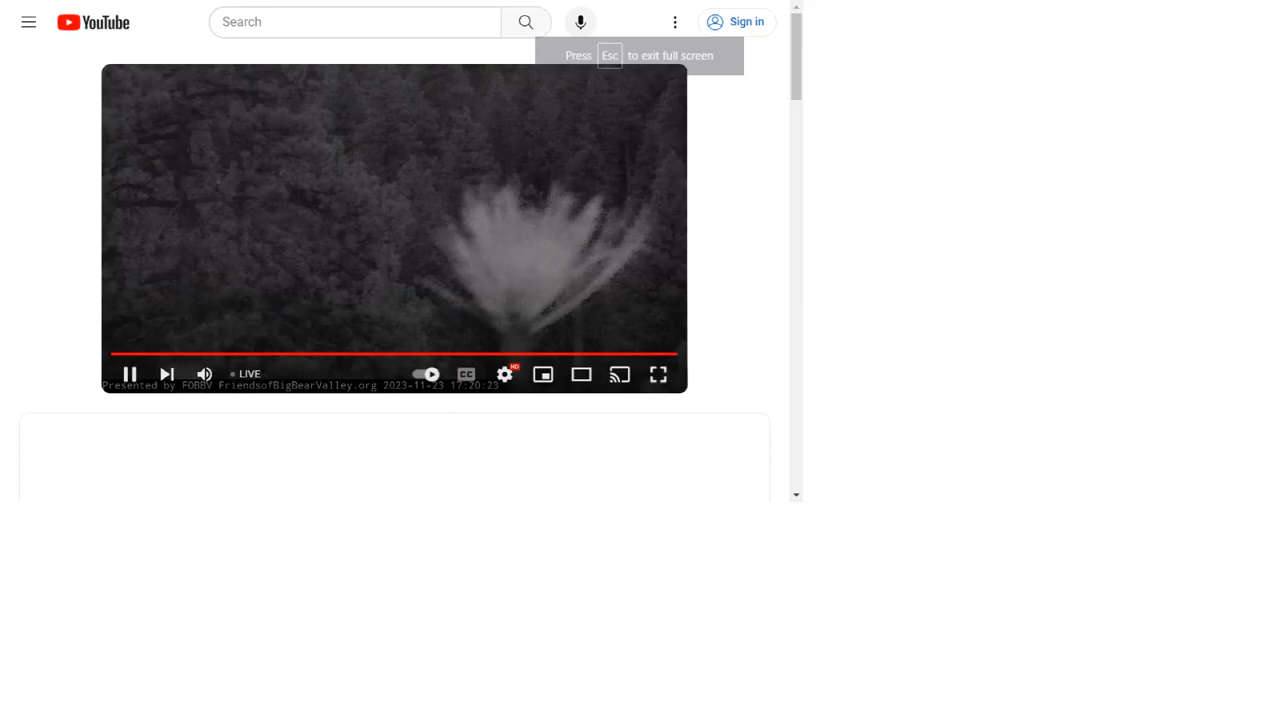 YouTube
Search
Sign in
Press Esc to exit full screen
LIVE
CC
HD
Presented by FOBBV FriendsofBigBearValley.org 2023-11-23 17:20:23